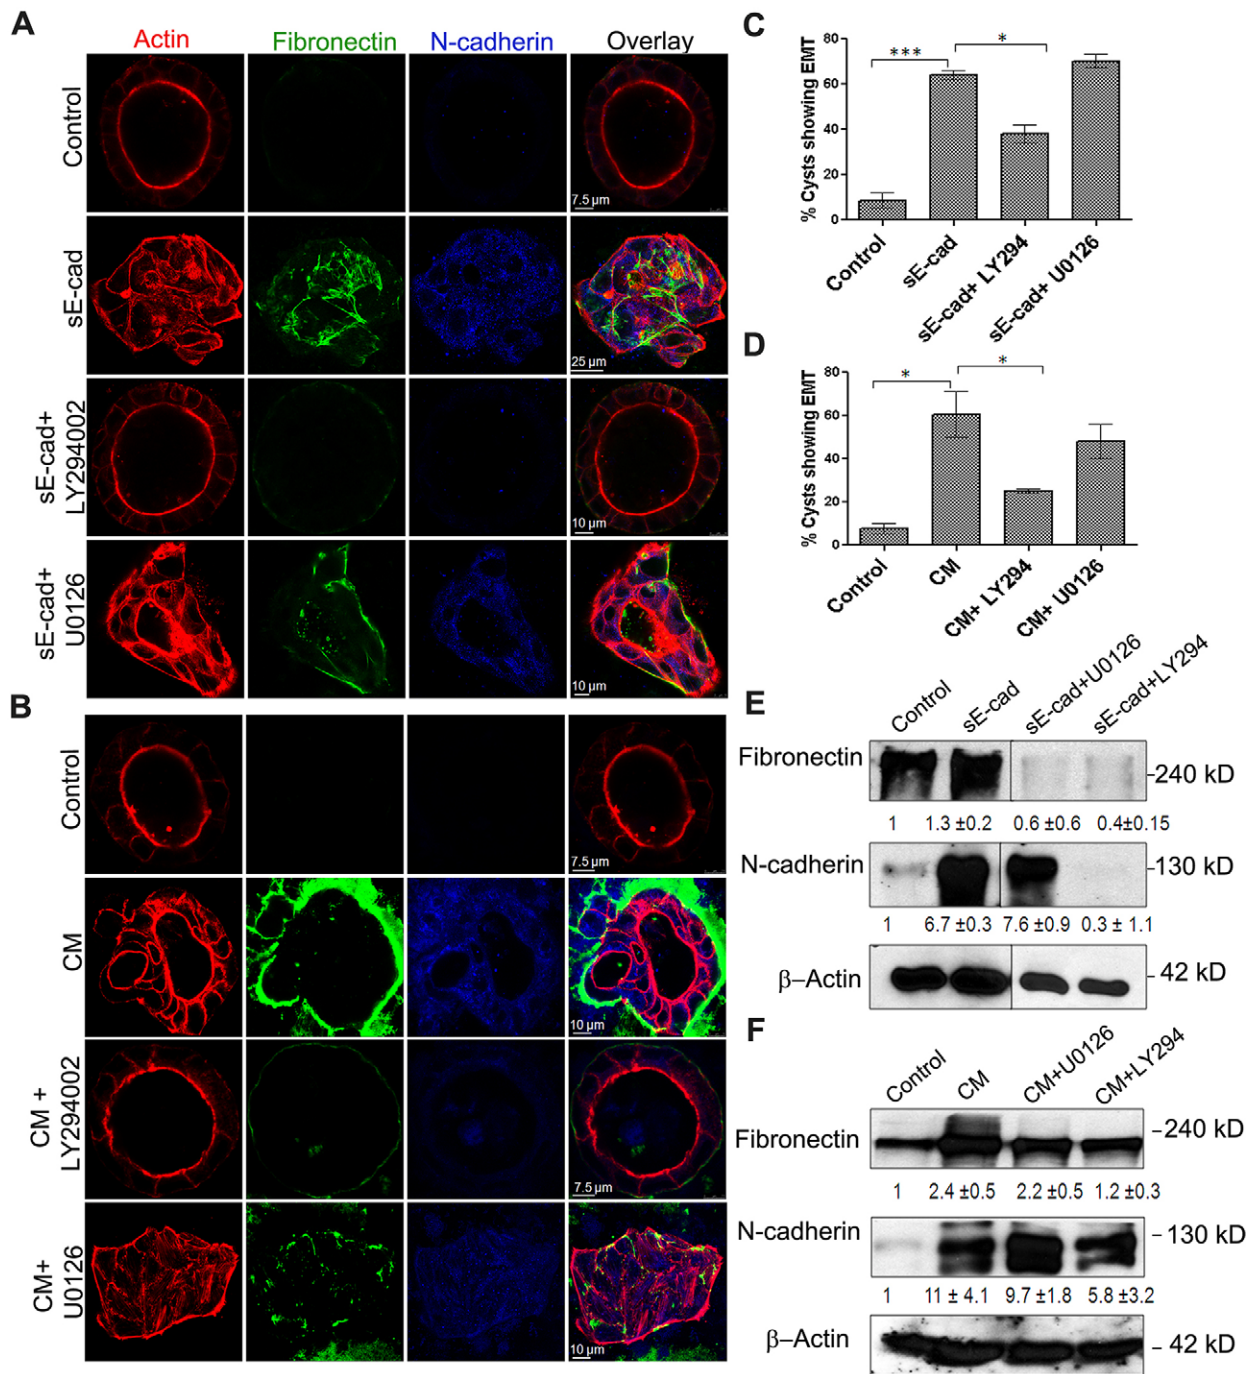 A
Actin
Fibronectin
N-cadherin
Overlay
Control
7.5 µm
sE-cad
25 µm
sE-cad+
LY294002
10 µm
sE-cad+
U0126
10 µm
B
Control
7.5 µm
CM
10 µm
CM +
LY294002
7.5 µm
CM+
U0126
10 µm
C
% Cysts showing EMT
80
60
40
20
0
***
*
Control
sE-cad
sE-cad+ LY294
sE-cad+ U0126
D
% Cysts showing EMT
80
60
40
20
0
*
*
Control
CM
CM+ LY294
CM+ U0126
E
Control
sE-cad
sE-cad+U0126
sE-cad+LY294
Fibronectin
-240 kD
1 1.3 ±0.2 0.6 ±0.6 0.4±0.15
N-cadherin
-130 kD
1 6.7 ±0.3 7.6 ±0.9 0.3 ± 1.1
β–Actin
- 42 kD
F
Control
CM
CM+U0126
CM+LY294
Fibronectin
-240 kD
1 2.4 ±0.5 2.2 ±0.5 1.2 ±0.3
N-cadherin
- 130 kD
1 11 ± 4.1 9.7 ±1.8 5.8 ±3.2
β–Actin
- 42 kD